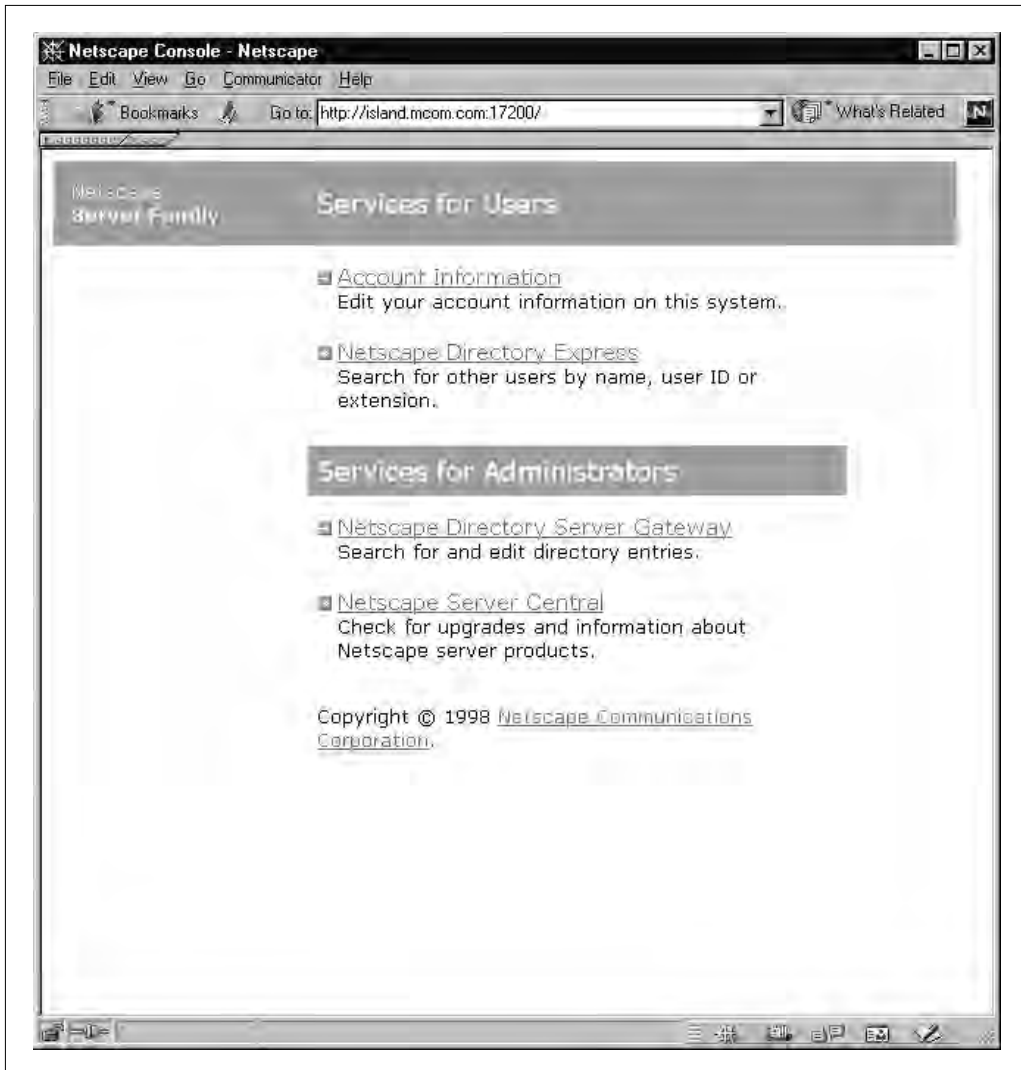 Netscape Console - Netscape
File Edit View Go Communicator Help
Bookmarks Go to: http://island.mcom.com:17200/ What's Related N
Netscape
Server Family
Services for Users
Account Information
Edit your account information on this system.
Netscape Directory Express
Search for other users by name, user ID or
extension.
Services for Administrators
Netscape Directory Server Gateway
Search for and edit directory entries.
Netscape Server Central
Check for upgrades and information about
Netscape server products.
Copyright © 1998 Netscape Communications
Corporation.